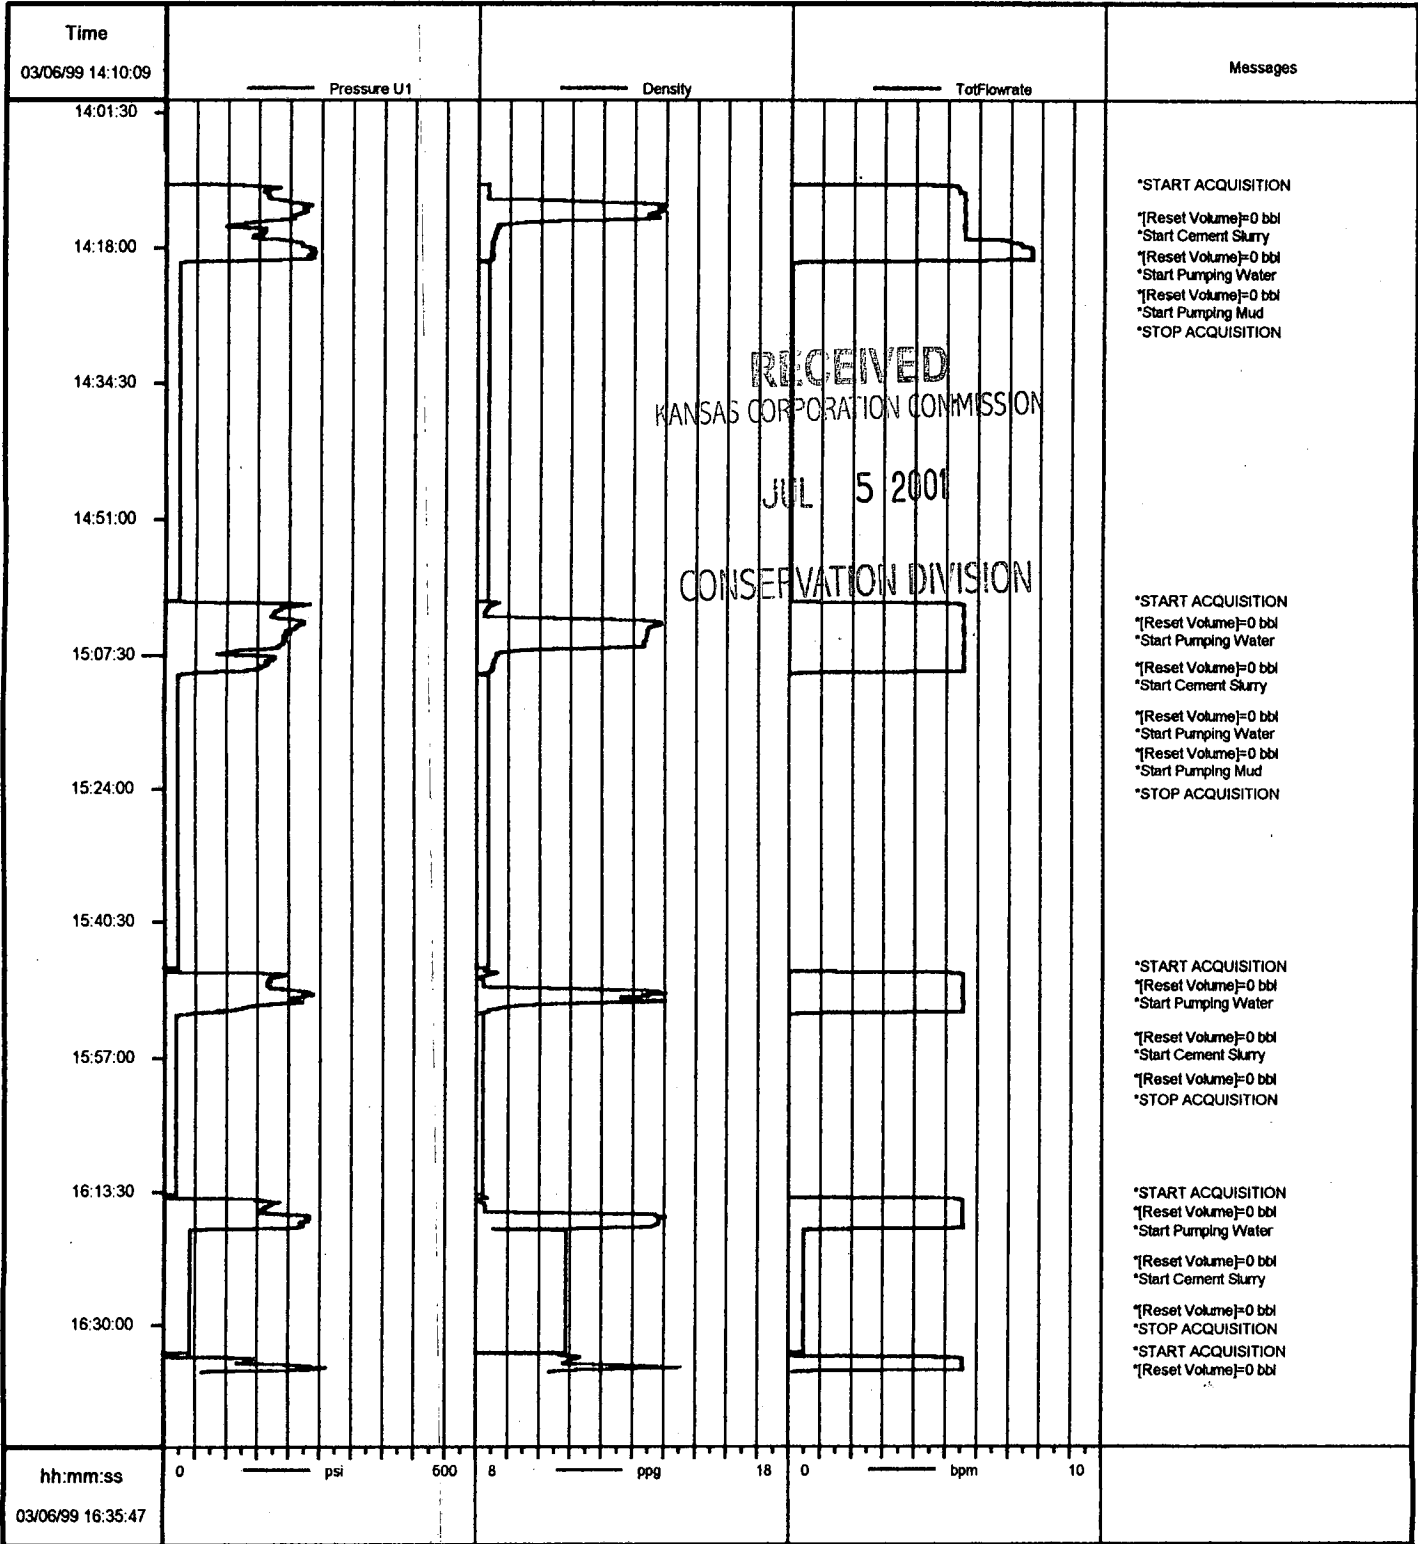 Time
03/06/99 14:10:09
Pressure U1
Density
TotFlowrate
Messages
14:01:30
*START ACQUISITION
*[Reset Volume]=0 bbl
*Start Cement Slurry
14:18:00
*[Reset Volume]=0 bbl
*Start Pumping Water
*[Reset Volume]=0 bbl
*Start Pumping Mud
*STOP ACQUISITION
RECEIVED
14:34:30
KANSAS CORPORATION COMMISSION
JUL 5 2001
14:51:00
CONSERVATION DIVISION
*START ACQUISITION
*[Reset Volume]=0 bbl
*Start Pumping Water
15:07:30
*[Reset Volume]=0 bbl
*Start Cement Slurry
*[Reset Volume]=0 bbl
*Start Pumping Water
*[Reset Volume]=0 bbl
*Start Pumping Mud
15:24:00
*STOP ACQUISITION
15:40:30
*START ACQUISITION
*[Reset Volume]=0 bbl
*Start Pumping Water
*[Reset Volume]=0 bbl
15:57:00
*Start Cement Slurry
*[Reset Volume]=0 bbl
*STOP ACQUISITION
16:13:30
*START ACQUISITION
*[Reset Volume]=0 bbl
*Start Pumping Water
*[Reset Volume]=0 bbl
*Start Cement Slurry
*[Reset Volume]=0 bbl
16:30:00
*STOP ACQUISITION
*START ACQUISITION
*[Reset Volume]=0 bbl
hh:mm:ss
0 psi 600
8 ppg 18
0 bpm 10
03/06/99 16:35:47